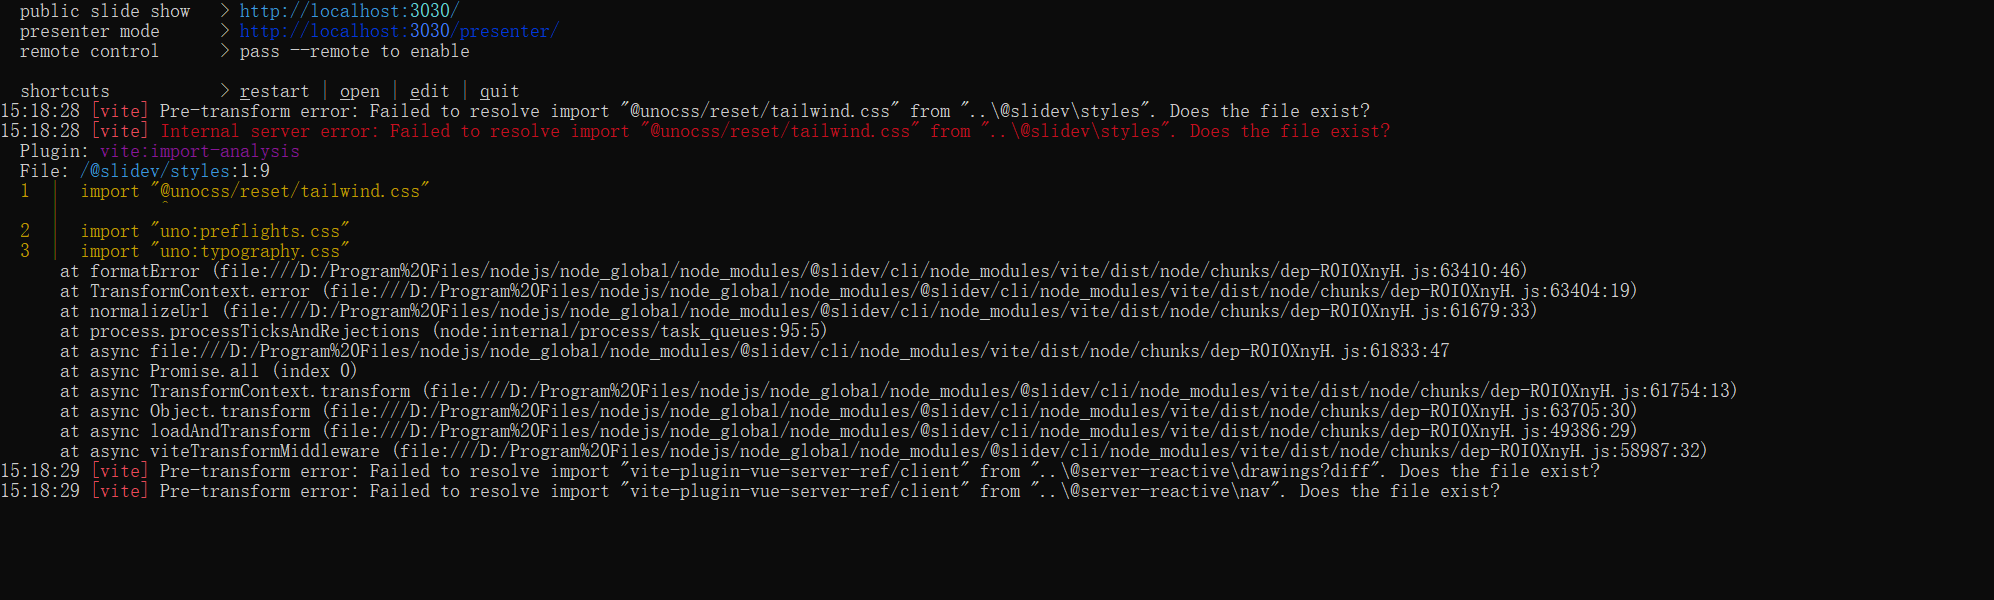 public slide show > http://localhost:3030/
presenter mode > http://localhost:3030/presenter/
remote control > pass --remote to enable
shortcuts > restart | open | edit | quit
15:18:28 [vite] Pre-transform error: Failed to resolve import "@unocss/reset/tailwind.css" from "..\@slidev\styles". Does the file exist?
15:18:28 [vite] Internal server error: Failed to resolve import "@unocss/reset/tailwind.css" from "..\@slidev\styles". Does the file exist?
Plugin: vite:import-analysis
File: /@slidev/styles:1:9
1 | import "@unocss/reset/tailwind.css"
| ^
2 | import "uno:preflights.css"
3 | import "uno:typography.css"
at formatError (file:///D:/Program%20Files/nodejs/node_global/node_modules/@slidev/cli/node_modules/vite/dist/node/chunks/dep-R0I0XnyH.js:63410:46)
at TransformContext.error (file:///D:/Program%20Files/nodejs/node_global/node_modules/@slidev/cli/node_modules/vite/dist/node/chunks/dep-R0I0XnyH.js:63404:19)
at normalizeUrl (file:///D:/Program%20Files/nodejs/node_global/node_modules/@slidev/cli/node_modules/vite/dist/node/chunks/dep-R0I0XnyH.js:61679:33)
at process.processTicksAndRejections (node:internal/process/task_queues:95:5)
at async file:///D:/Program%20Files/nodejs/node_global/node_modules/@slidev/cli/node_modules/vite/dist/node/chunks/dep-R0I0XnyH.js:61833:47
at async Promise.all (index 0)
at async TransformContext.transform (file:///D:/Program%20Files/nodejs/node_global/node_modules/@slidev/cli/node_modules/vite/dist/node/chunks/dep-R0I0XnyH.js:61754:13)
at async Object.transform (file:///D:/Program%20Files/nodejs/node_global/node_modules/@slidev/cli/node_modules/vite/dist/node/chunks/dep-R0I0XnyH.js:63705:30)
at async loadAndTransform (file:///D:/Program%20Files/nodejs/node_global/node_modules/@slidev/cli/node_modules/vite/dist/node/chunks/dep-R0I0XnyH.js:49386:29)
at async viteTransformMiddleware (file:///D:/Program%20Files/nodejs/node_global/node_modules/@slidev/cli/node_modules/vite/dist/node/chunks/dep-R0I0XnyH.js:58987:32)
15:18:29 [vite] Pre-transform error: Failed to resolve import "vite-plugin-vue-server-ref/client" from "..\@server-reactive\drawings?diff". Does the file exist?
15:18:29 [vite] Pre-transform error: Failed to resolve import "vite-plugin-vue-server-ref/client" from "..\@server-reactive\nav". Does the file exist?